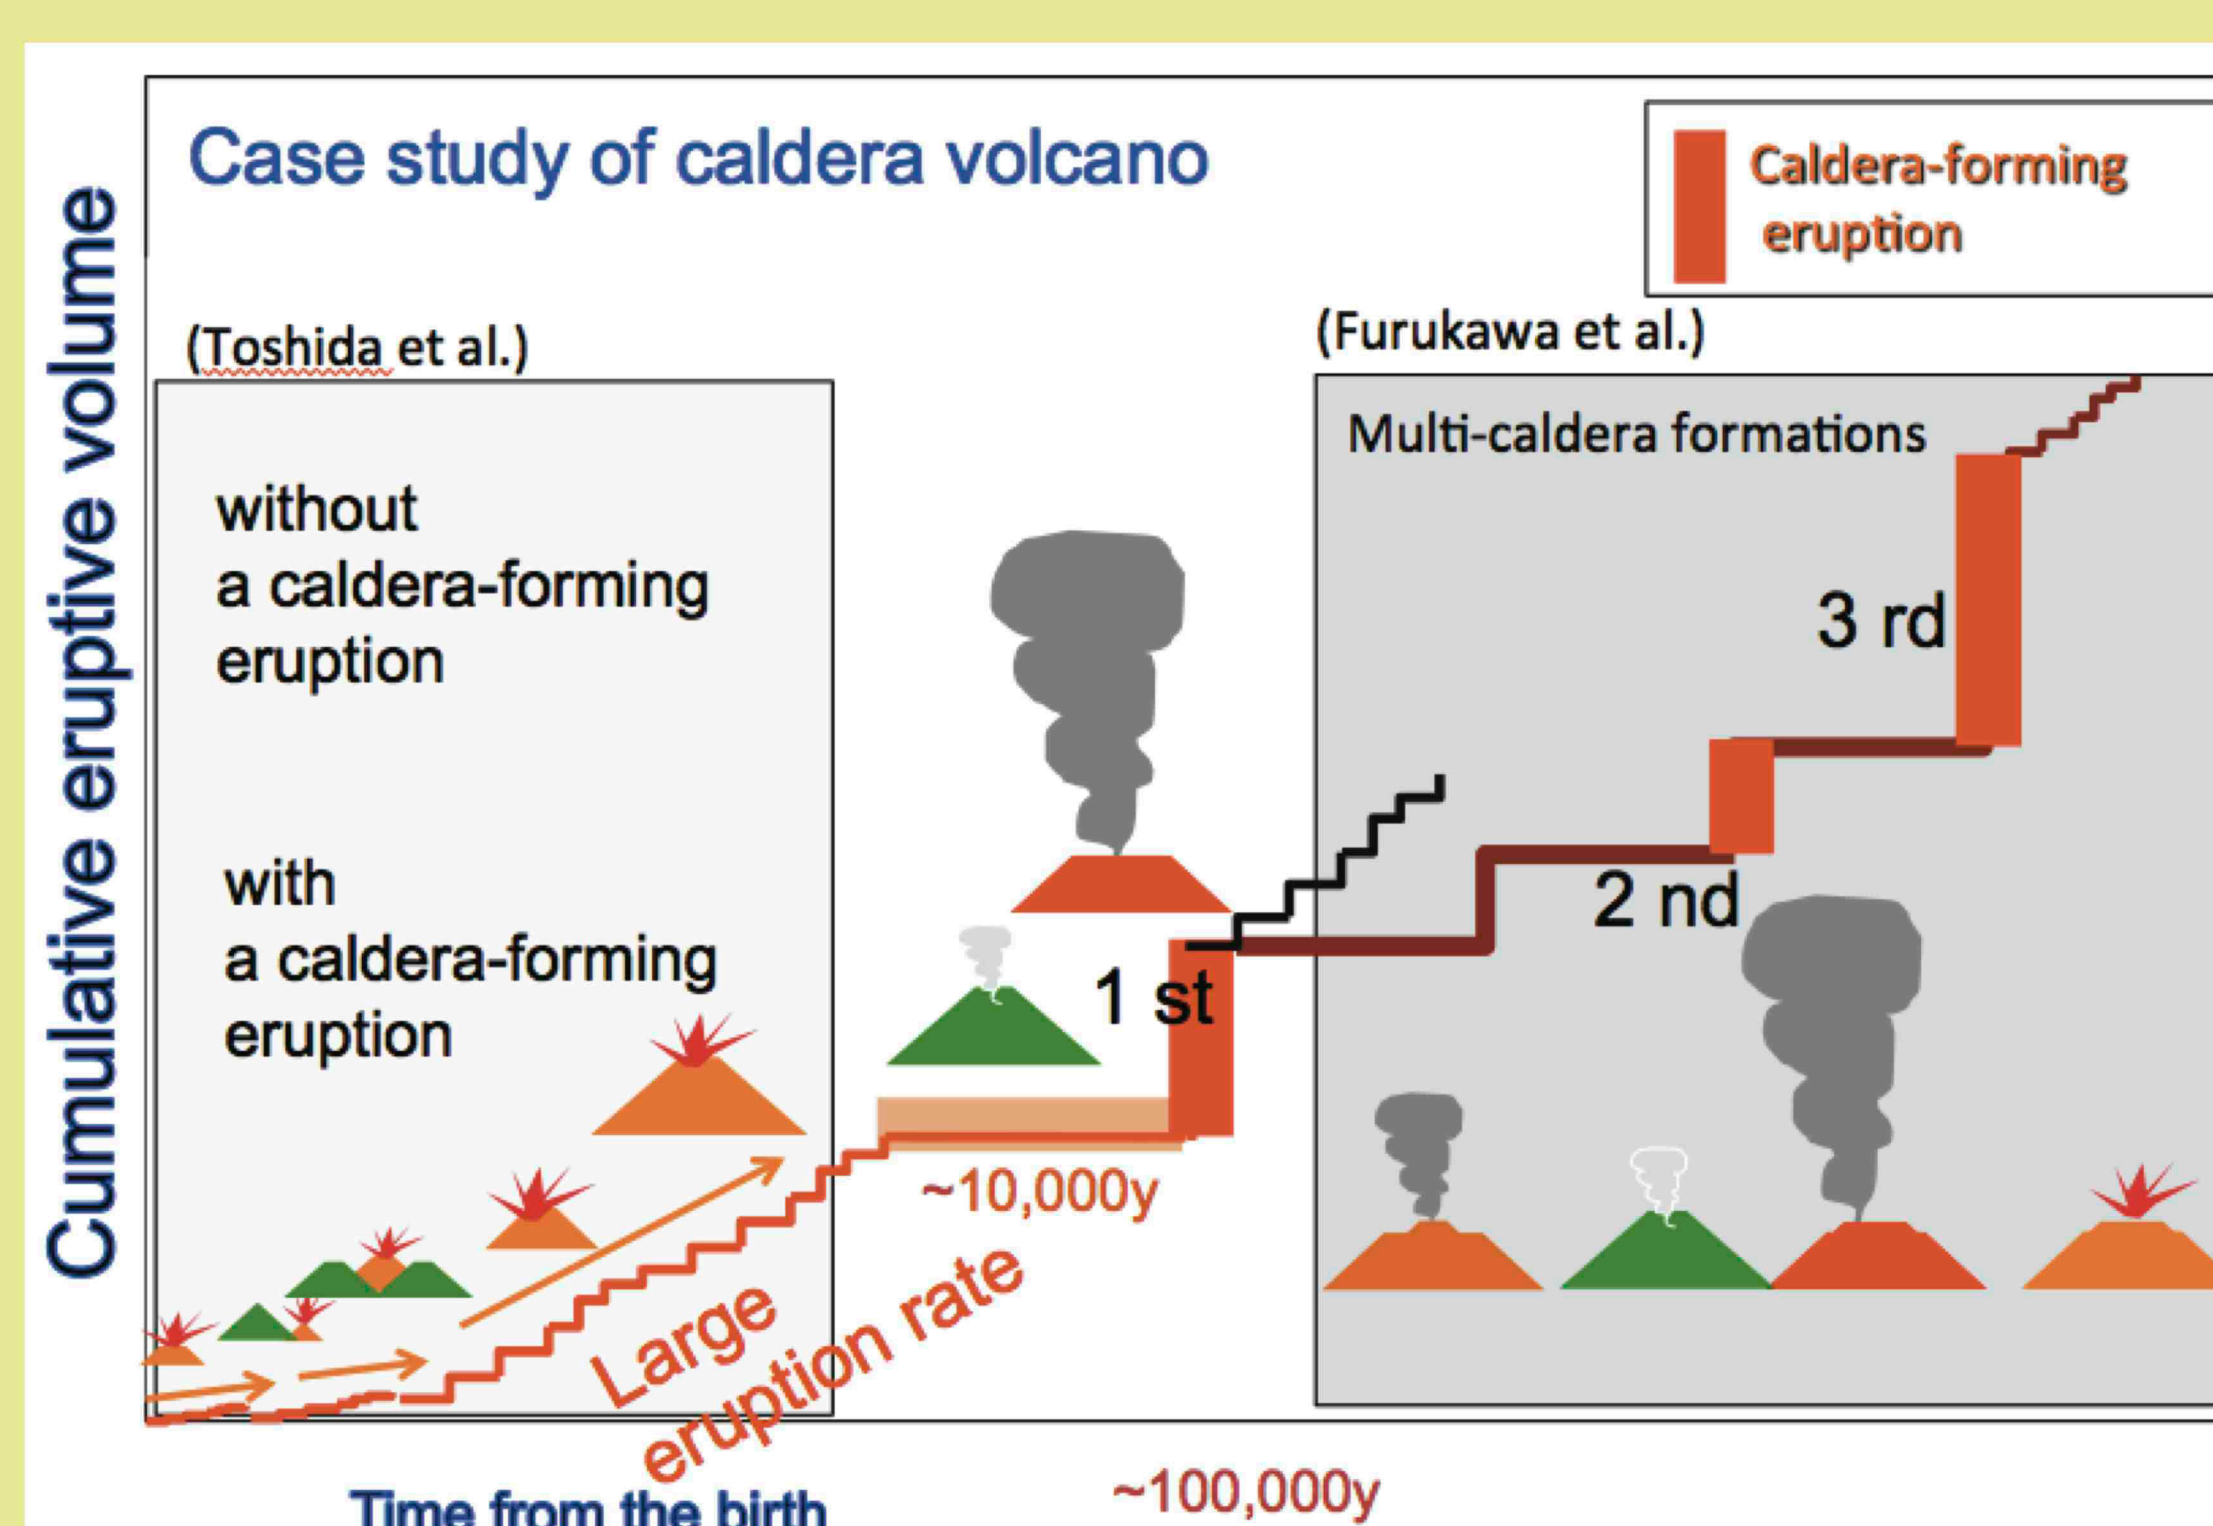 Case study of caldera volcano
Caldera-forming
eruption
Cumulative eruptive volume
(Toshida et al.)
(Furukawa et al.)
without
a caldera-forming
eruption
with
a caldera-forming
eruption
Multi-caldera formations
3 rd
2 nd
1 st
~10,000y
Large
eruption rate
Time from the birth
~100,000y